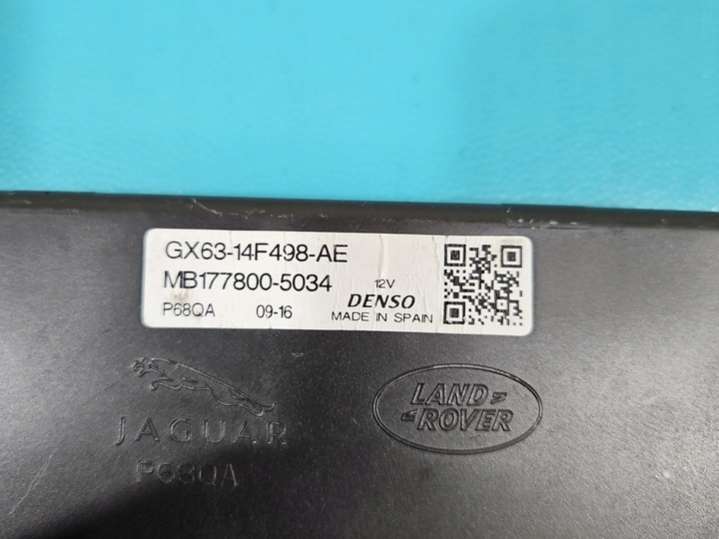 GX63-14F498-AE
MB177800-5034
12V
DENSO
P68QA 09-16 MADE IN SPAIN
JAGUAR
LAND
ROVER
P68QA